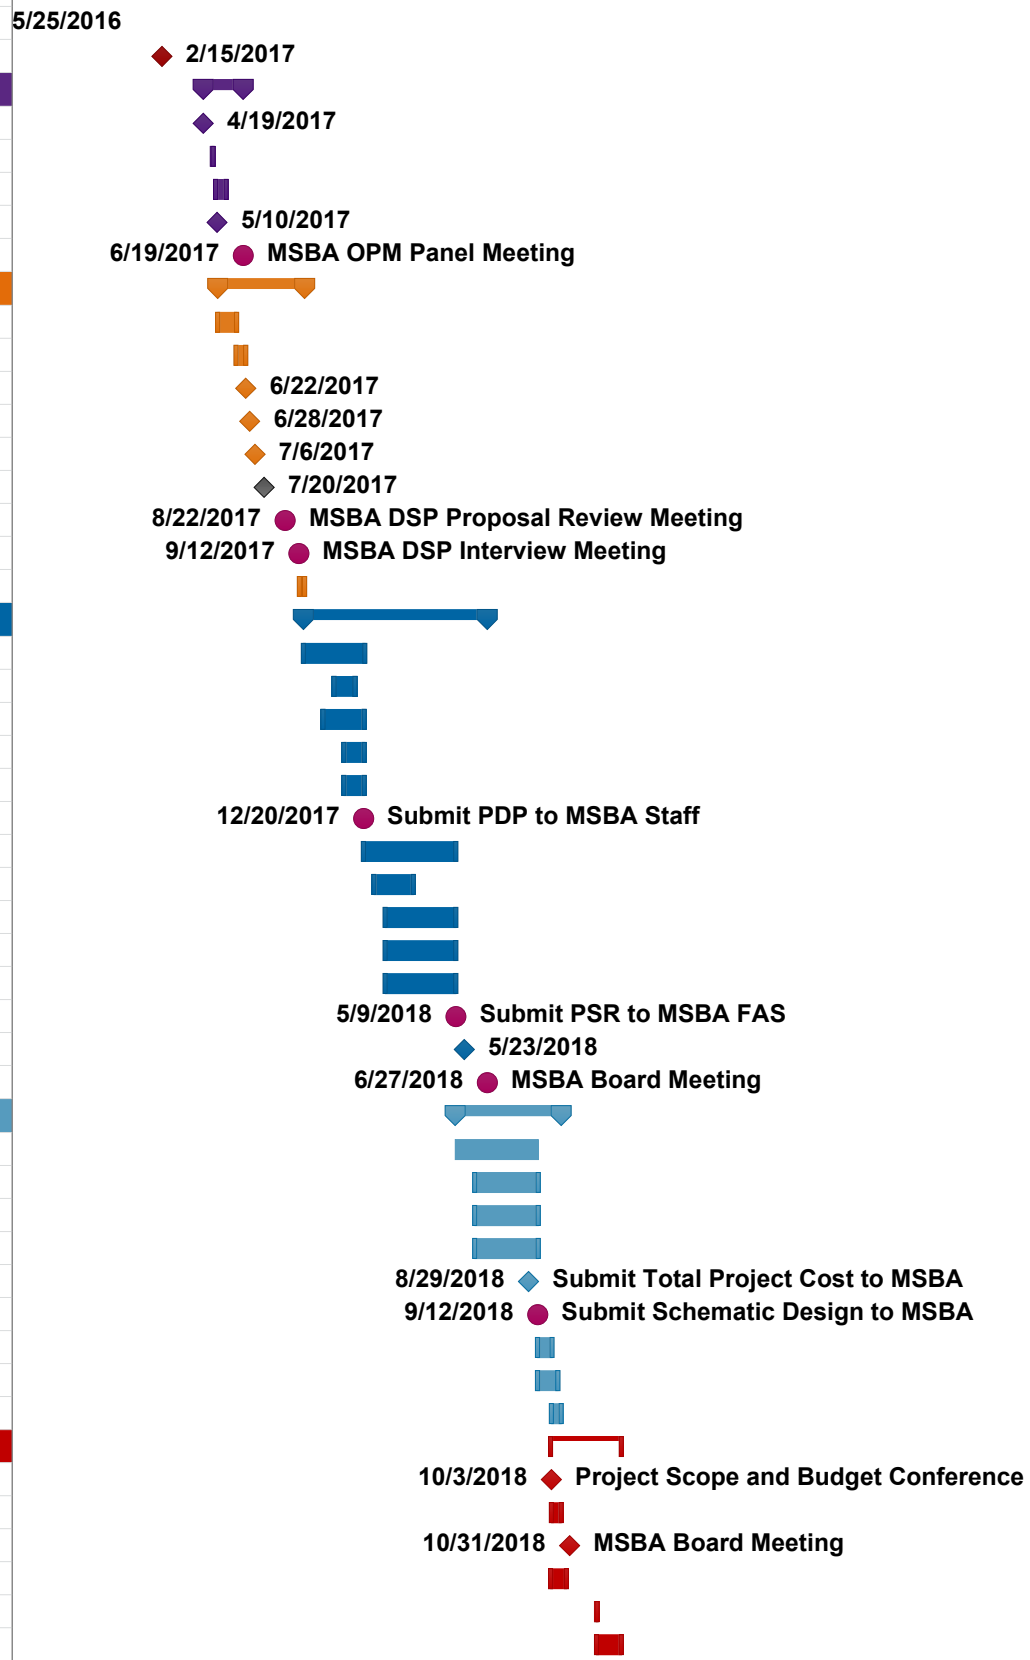 5/25/2016
2/15/2017
4/19/2017
5/10/2017
6/19/2017 MSBA OPM Panel Meeting
6/22/2017
6/28/2017
7/6/2017
7/20/2017
8/22/2017 MSBA DSP Proposal Review Meeting
9/12/2017 MSBA DSP Interview Meeting
12/20/2017 Submit PDP to MSBA Staff
5/9/2018 Submit PSR to MSBA FAS
5/23/2018
6/27/2018 MSBA Board Meeting
8/29/2018 Submit Total Project Cost to MSBA
9/12/2018 Submit Schematic Design to MSBA
10/3/2018 Project Scope and Budget Conference
10/31/2018 MSBA Board Meeting